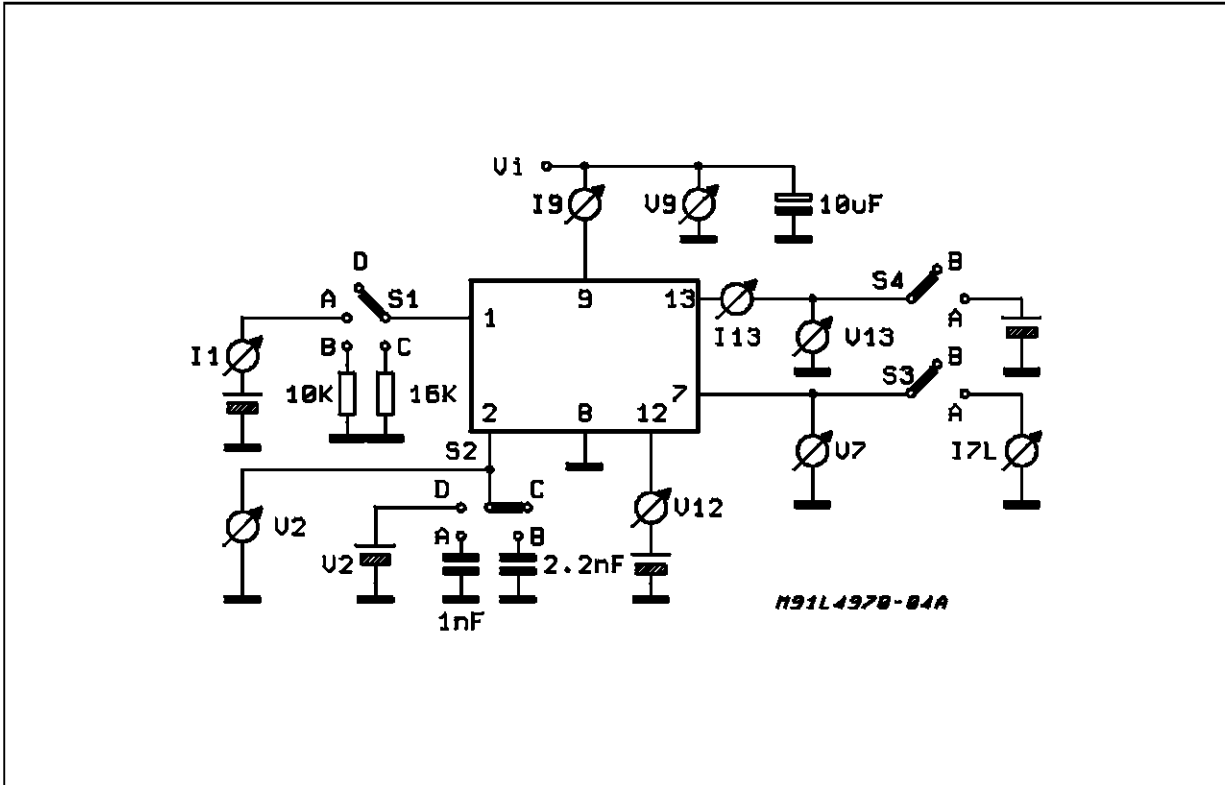 Vi
I9
V9
10uF
D
A
S1
9
13
S4
B
1
I13
V13
A
I1
B
C
10K
16K
S3
B
7
A
2
8
12
S2
V7
I7L
D
C
V2
V12
A
B
V2
2.2nF
1nF
M91L4970-04A